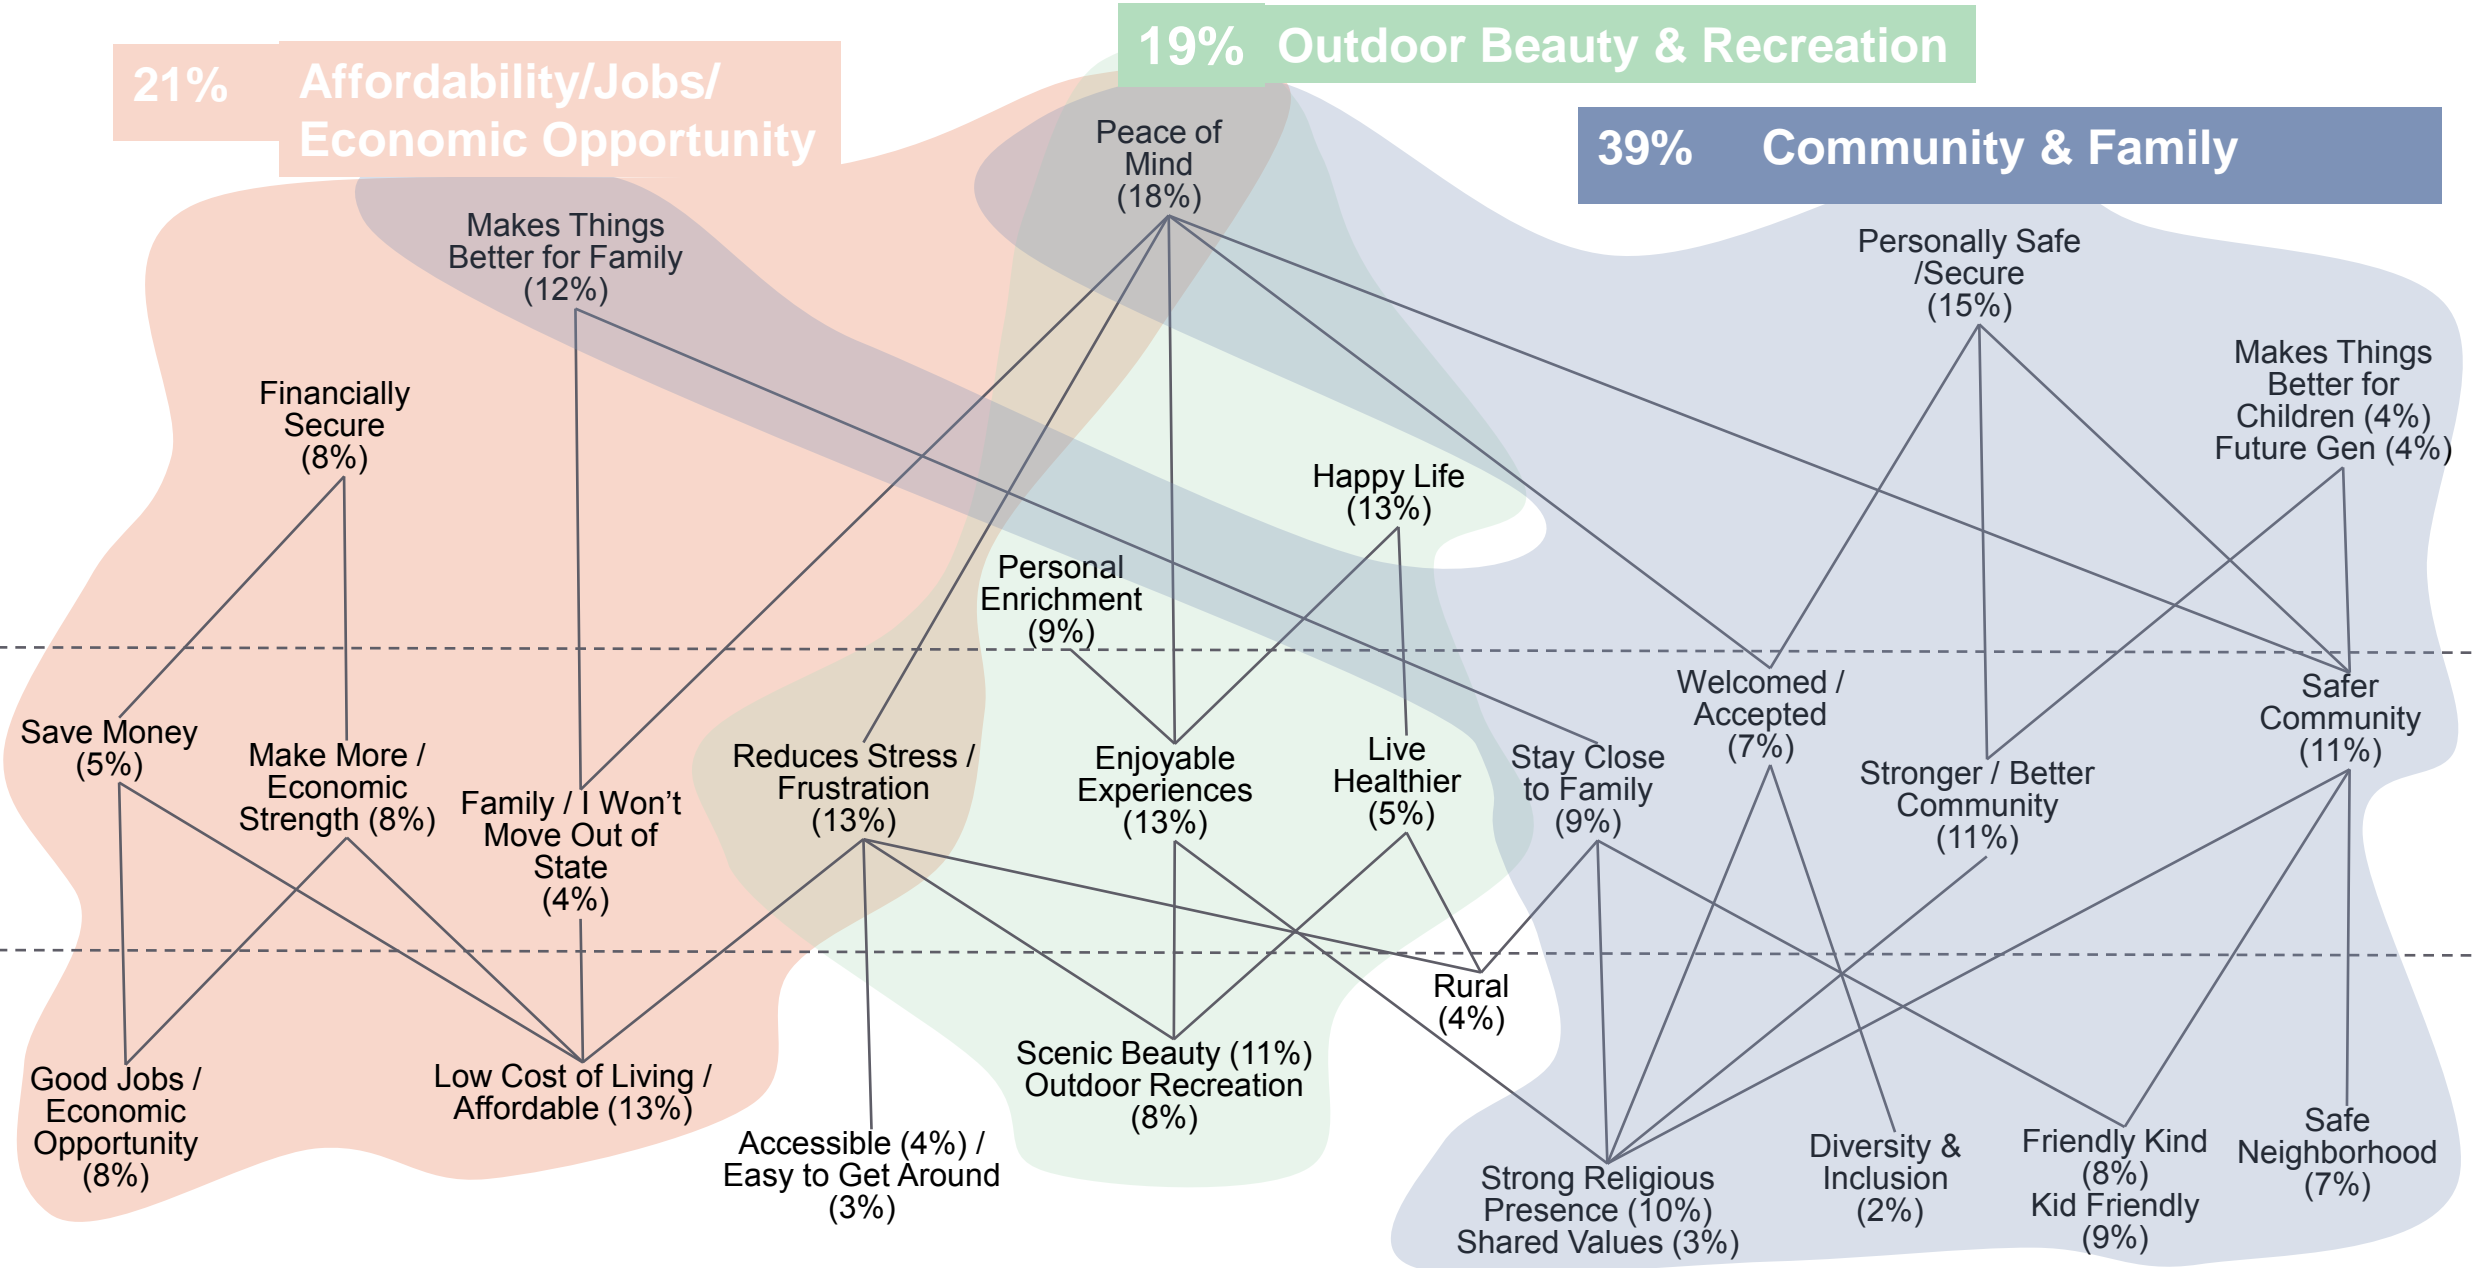 19% Outdoor Beauty & Recreation
21% Affordability/Jobs/
Economic Opportunity
39% Community & Family
Peace of
Mind
(18%)
Makes Things
Better for Family
(12%)
Personally Safe
/Secure
(15%)
Makes Things
Better for
Children (4%)
Future Gen (4%)
Financially
Secure
(8%)
Happy Life
(13%)
Personal
Enrichment
(9%)
Save Money
(5%)
Make More /
Economic
Strength (8%)
Family / I Won’t
Move Out of
State
(4%)
Reduces Stress /
Frustration
(13%)
Enjoyable
Experiences
(13%)
Live
Healthier
(5%)
Stay Close
to Family
(9%)
Welcomed /
Accepted
(7%)
Stronger / Better
Community
(11%)
Safer
Community
(11%)
Rural
(4%)
Good Jobs /
Economic
Opportunity
(8%)
Low Cost of Living /
Affordable (13%)
Accessible (4%) /
Easy to Get Around
(3%)
Scenic Beauty (11%)
Outdoor Recreation
(8%)
Strong Religious
Presence (10%)
Shared Values (3%)
Diversity &
Inclusion
(2%)
Friendly Kind
(8%)
Kid Friendly
(9%)
Safe
Neighborhood
(7%)